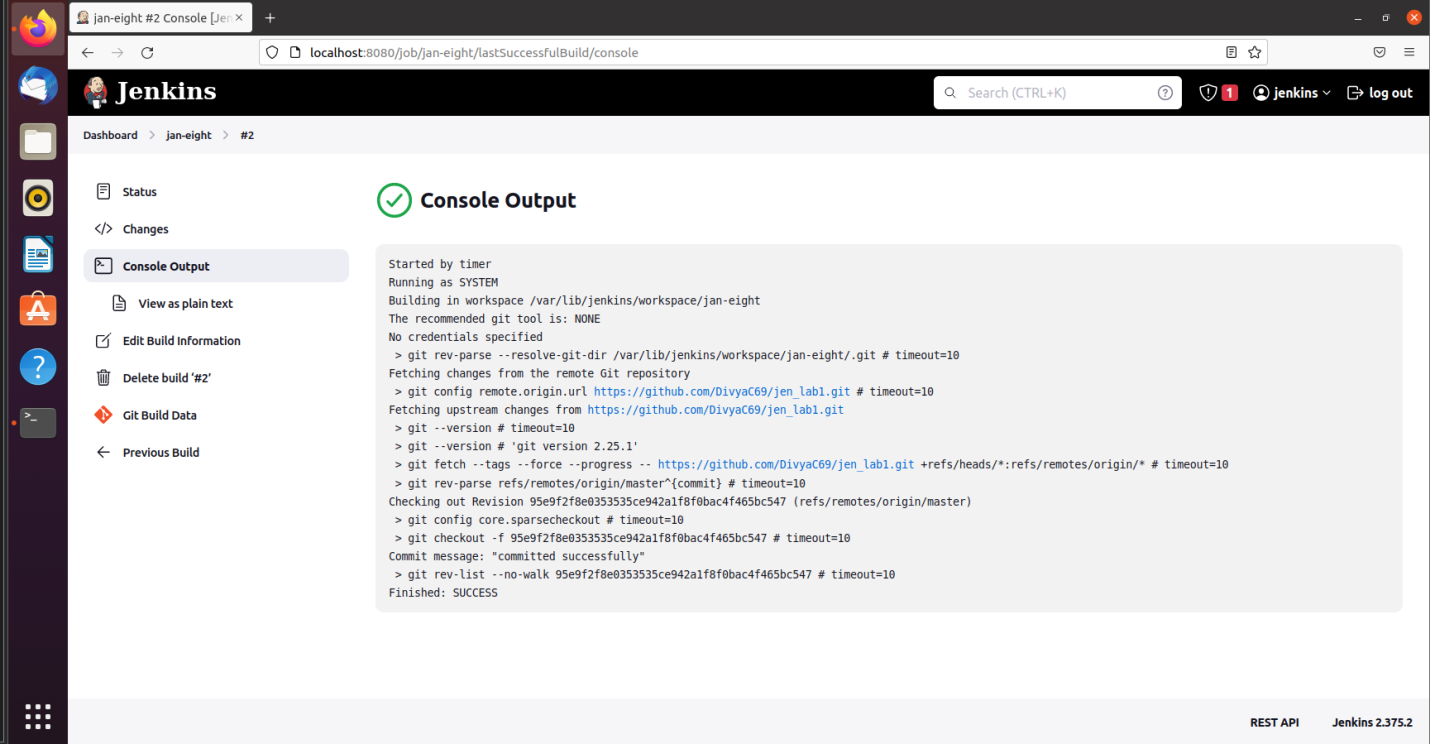 jan-eight #2 Console [Jen
localhost:8080/job/jan-eight/lastSuccessfulBuild/console
Jenkins
Search (CTRL+K)
1
jenkins
log out
Dashboard
jan-eight
#2
Status
Changes
Console Output
View as plain text
Edit Build Information
Delete build ‘#2’
Git Build Data
Previous Build
Console Output
Started by timer
Running as SYSTEM
Building in workspace /var/lib/jenkins/workspace/jan-eight
The recommended git tool is: NONE
No credentials specified
> git rev-parse --resolve-git-dir /var/lib/jenkins/workspace/jan-eight/.git # timeout=10
Fetching changes from the remote Git repository
> git config remote.origin.url https://github.com/DivyaC69/jen_lab1.git # timeout=10
Fetching upstream changes from https://github.com/DivyaC69/jen_lab1.git
> git --version # timeout=10
> git --version # 'git version 2.25.1'
> git fetch --tags --force --progress -- https://github.com/DivyaC69/jen_lab1.git +refs/heads/*:refs/remotes/origin/* # timeout=10
> git rev-parse refs/remotes/origin/master^{commit} # timeout=10
Checking out Revision 95e9f2f8e0353535ce942a1f8f0bac4f465bc547 (refs/remotes/origin/master)
> git config core.sparsecheckout # timeout=10
> git checkout -f 95e9f2f8e0353535ce942a1f8f0bac4f465bc547 # timeout=10
Commit message: "committed successfully"
> git rev-list --no-walk 95e9f2f8e0353535ce942a1f8f0bac4f465bc547 # timeout=10
Finished: SUCCESS
REST API
Jenkins 2.375.2